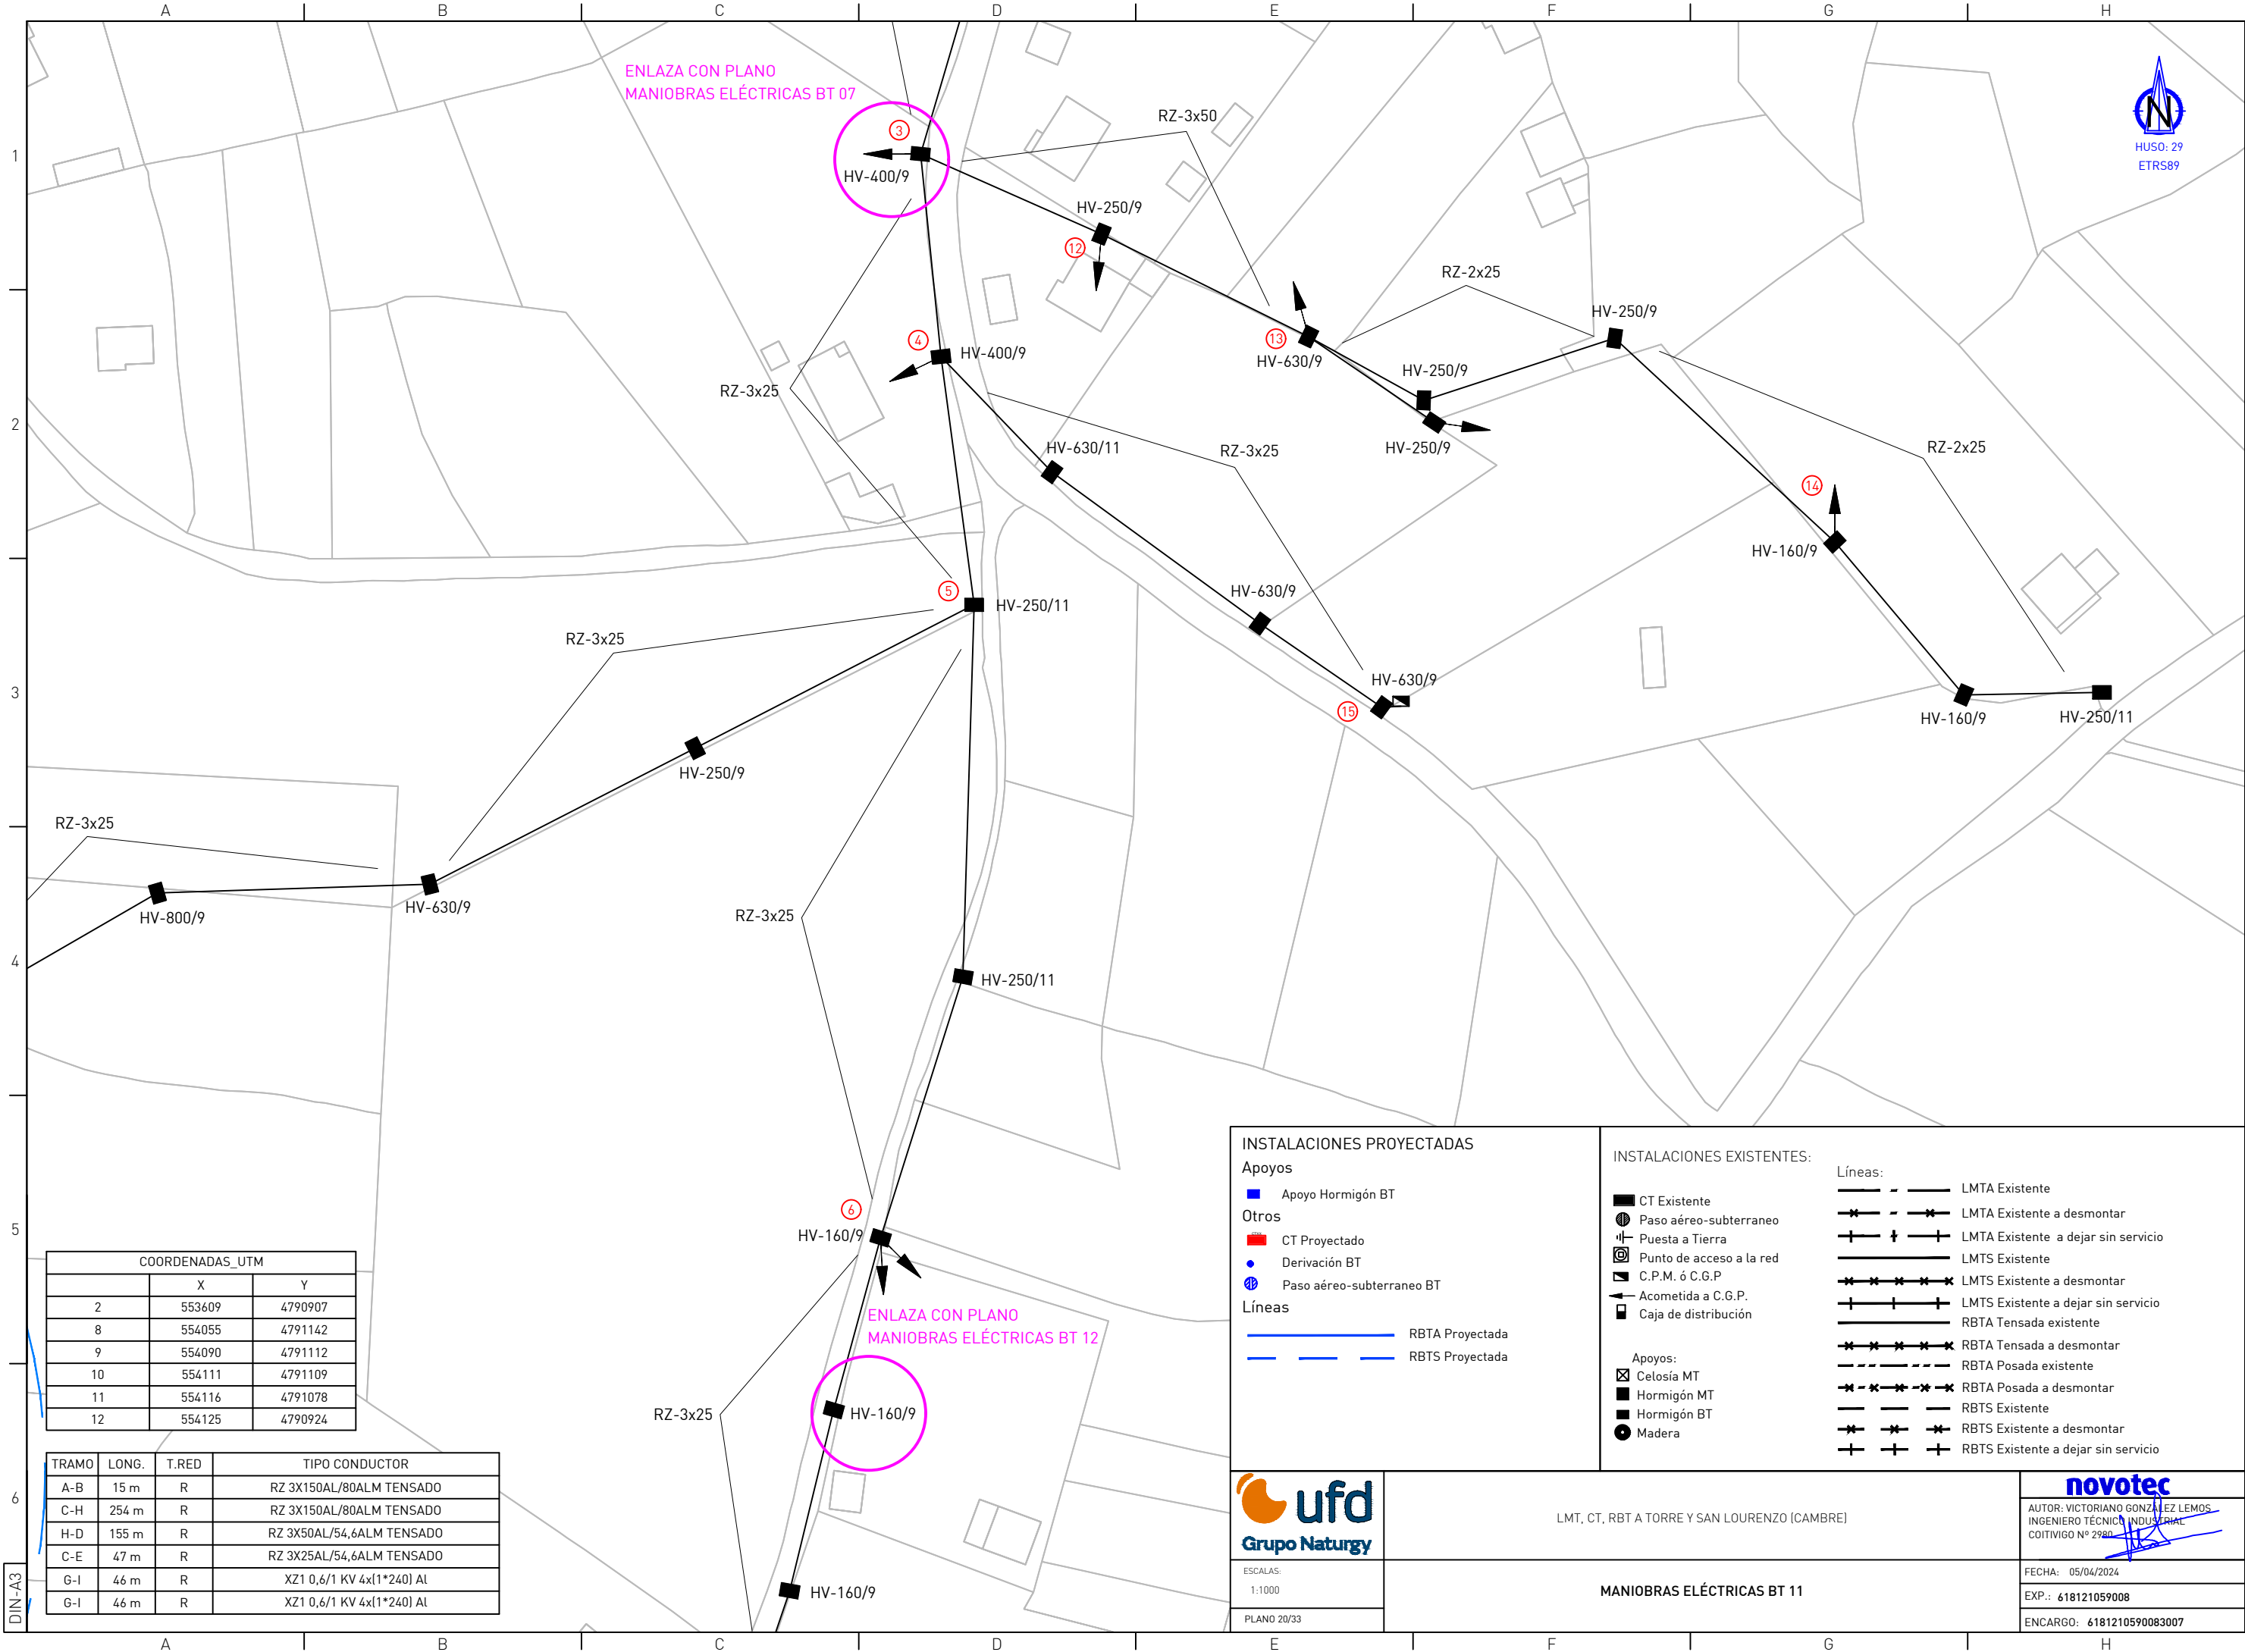 A B C D E F G H
ENLAZA CON PLANO
MANIOBRAS ELÉCTRICAS BT 07
N
HUSO: 29
ETRS89
1
3
HV-400/9
RZ-3x50
HV-250/9
12
RZ-2x25
HV-250/9
13
HV-630/9
4
HV-400/9
RZ-3x25
HV-250/9
2
HV-250/9
HV-630/11
RZ-3x25
RZ-2x25
14
HV-160/9
5
HV-250/11
HV-630/9
RZ-3x25
3
HV-630/9
15
HV-160/9
HV-250/11
HV-250/9
RZ-3x25
HV-800/9
HV-630/9
RZ-3x25
4
HV-250/11
5
6
HV-160/9
ENLAZA CON PLANO
MANIOBRAS ELÉCTRICAS BT 12
RZ-3x25
HV-160/9
6
HV-160/9
COORDENADAS_UTM
X Y
2 553609 4790907
8 554055 4791142
9 554090 4791112
10 554111 4791109
11 554116 4791078
12 554125 4790924
TRAMO LONG. T.RED TIPO CONDUCTOR
A-B 15 m R RZ 3X150AL/80ALM TENSADO
C-H 254 m R RZ 3X150AL/80ALM TENSADO
H-D 155 m R RZ 3X50AL/54,6ALM TENSADO
C-E 47 m R RZ 3X25AL/54,6ALM TENSADO
G-I 46 m R XZ1 0,6/1 KV 4x(1*240) Al
G-I 46 m R XZ1 0,6/1 KV 4x(1*240) Al
DIN-A3
INSTALACIONES PROYECTADAS
Apoyos
Apoyo Hormigón BT
Otros
CT Proyectado
Derivación BT
Paso aéreo-subterraneo BT
Líneas
RBTA Proyectada
RBTS Proyectada
INSTALACIONES EXISTENTES:
CT Existente
Paso aéreo-subterraneo
Puesta a Tierra
Punto de acceso a la red
C.P.M. ó C.G.P
Acometida a C.G.P.
Caja de distribución
Apoyos:
Celosía MT
Hormigón MT
Hormigón BT
Madera
Líneas:
LMTA Existente
LMTA Existente a desmontar
LMTA Existente a dejar sin servicio
LMTS Existente
LMTS Existente a desmontar
LMTS Existente a dejar sin servicio
RBTA Tensada existente
RBTA Tensada a desmontar
RBTA Posada existente
RBTA Posada a desmontar
RBTS Existente
RBTS Existente a desmontar
RBTS Existente a dejar sin servicio
ufd
Grupo Naturgy
ESCALAS:
1:1000
PLANO 20/33
LMT, CT, RBT A TORRE Y SAN LOURENZO (CAMBRE)
MANIOBRAS ELÉCTRICAS BT 11
novotec
AUTOR: VICTORIANO GONZÁLEZ LEMOS
INGENIERO TÉCNICO INDUSTRIAL
COITIVIGO Nº 2980
FECHA: 05/04/2024
EXP.: 618121059008
ENCARGO: 6181210590083007
A B C D E F G H